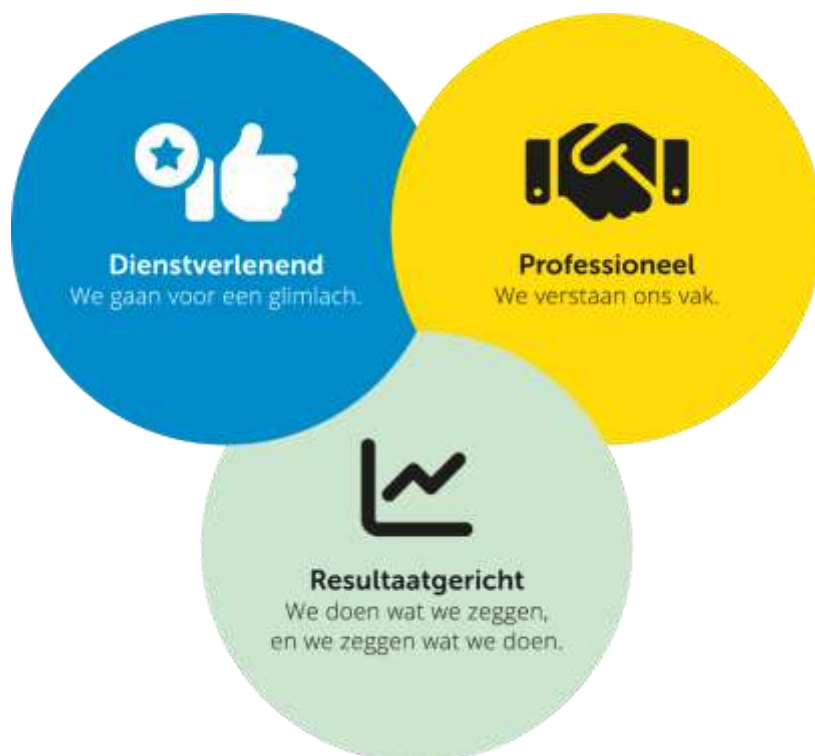 Dienstverlenend
We gaan voor een glimlach.
Professioneel
We verstaan ons vak.
Resultaatgericht
We doen wat we zeggen,
en we zeggen wat we doen.